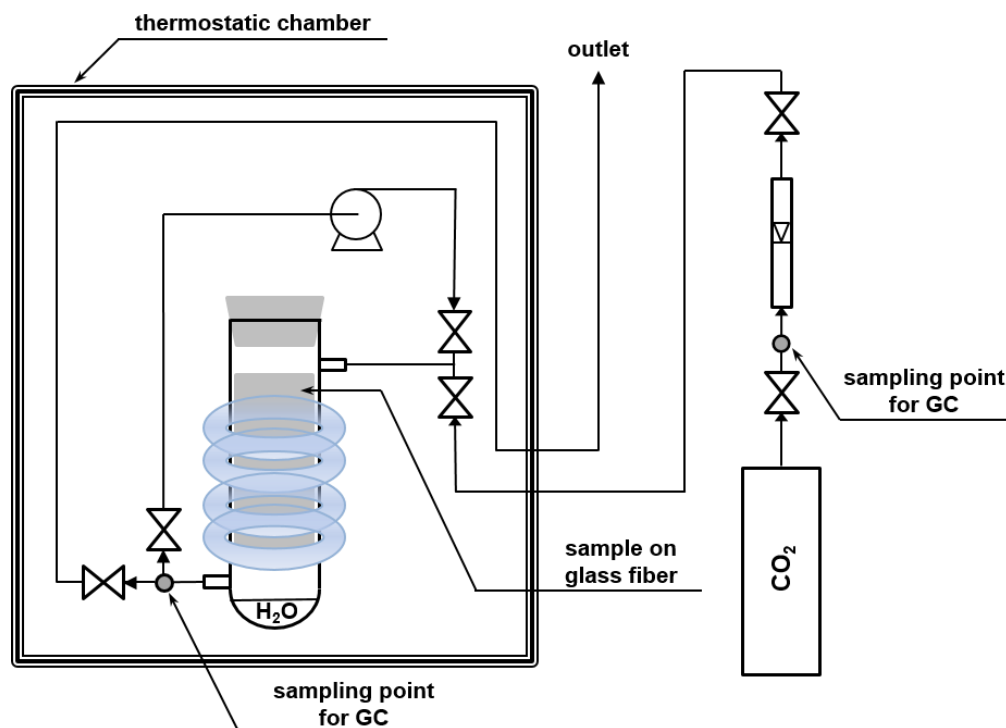 thermostatic chamber
outlet
sampling point
for GC
sample on
glass fiber
CO₂
H₂O
sampling point
for GC